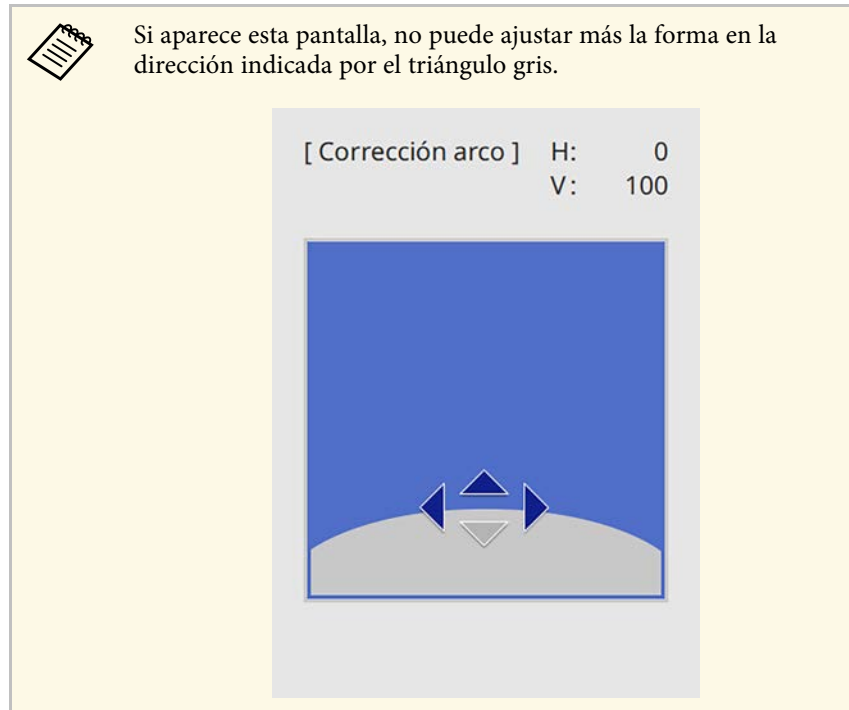 Si aparece esta pantalla, no puede ajustar más la forma en la
dirección indicada por el triángulo gris.
[ Corrección arco ] H: 0
V: 100